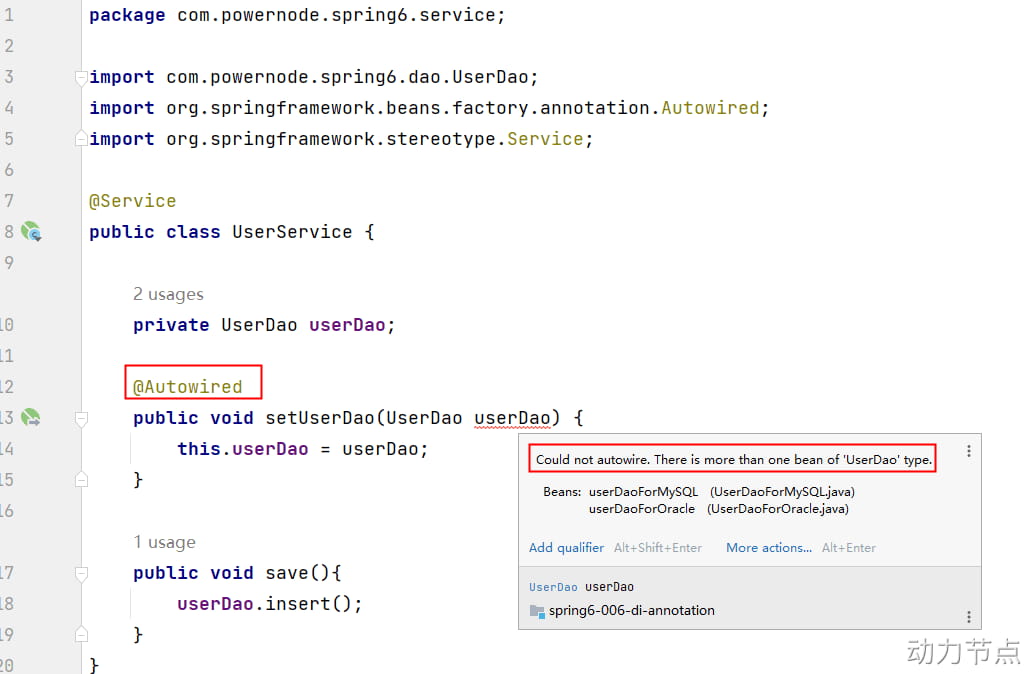 1 package com.powernode.spring6.service;
2
3 import com.powernode.spring6.dao.UserDao;
4 import org.springframework.beans.factory.annotation.Autowired;
5 import org.springframework.stereotype.Service;
6
7 @Service
8 public class UserService {
9
2 usages
10 private UserDao userDao;
11
12 @Autowired
13 public void setUserDao(UserDao userDao) {
14 this.userDao = userDao;
15 }
16
1 usage
17 public void save(){
18 userDao.insert();
19 }
20 }
Could not autowire. There is more than one bean of 'UserDao' type.
Beans: userDaoForMySQL (UserDaoForMySQL.java)
userDaoForOracle (UserDaoForOracle.java)
Add qualifier Alt+Shift+Enter More actions... Alt+Enter
UserDao userDao
spring6-006-di-annotation
动力节点